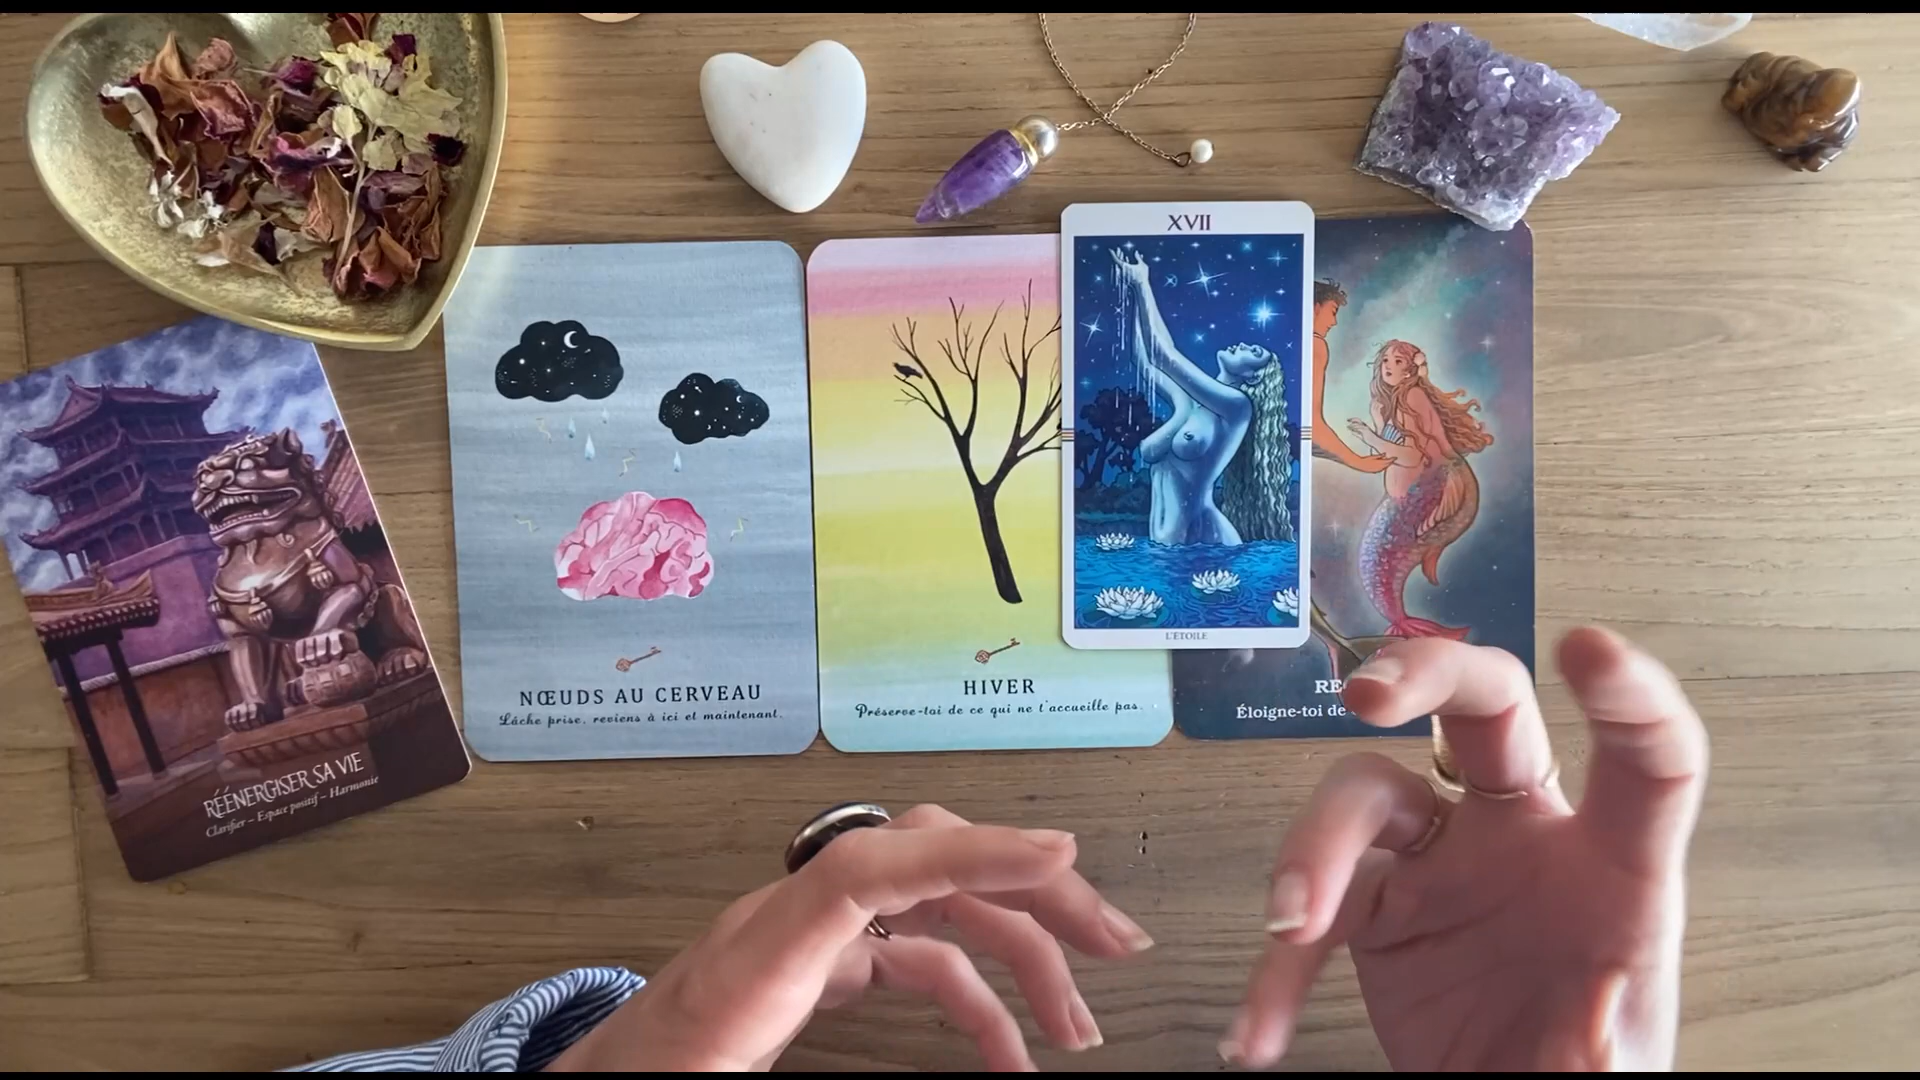 XVII
L'ÉTOILE
RÉÉNERGISER SA VIE
Clarifier – Espace positif – Harmonie
NŒUDS AU CERVEAU
Lâche prise, reviens à ici et maintenant.
HIVER
Préserve-toi de ce qui ne t'accueille pas.
Éloigne-toi de